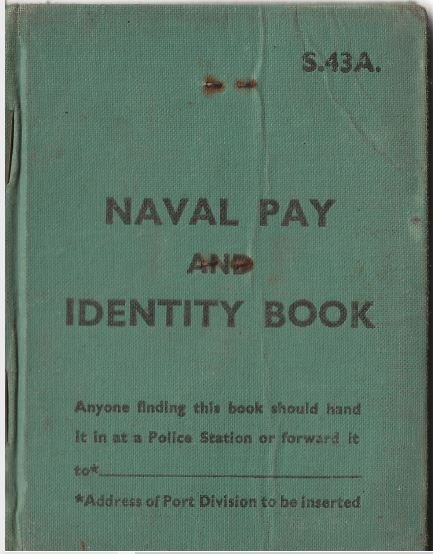 S.43A.
NAVAL PAY
AND
IDENTITY BOOK
Anyone finding this book should hand
it in at a Police Station or forward it
to*
*Address of Port Division to be inserted